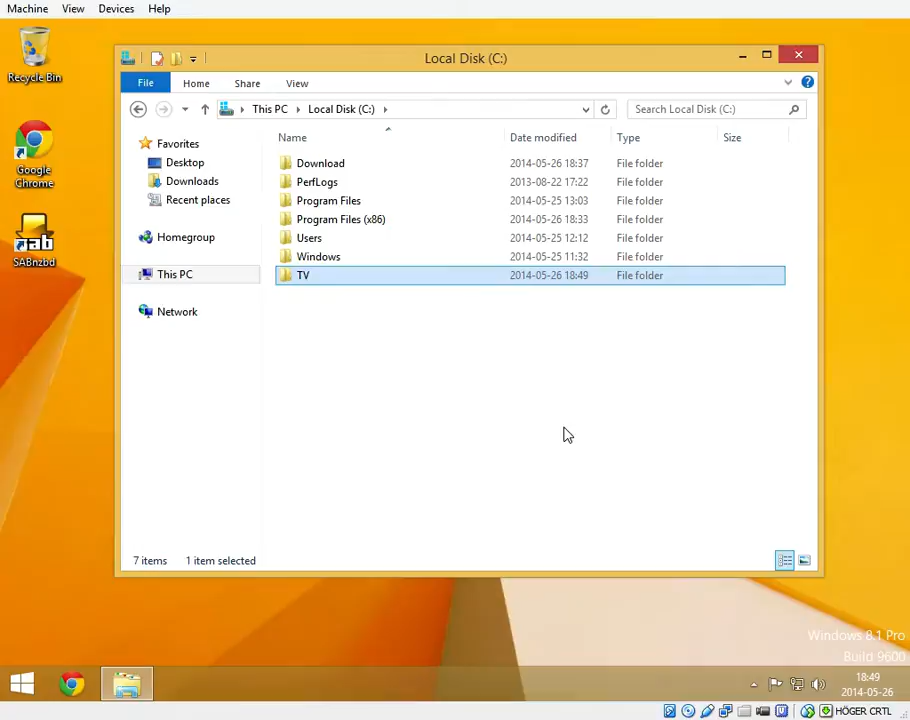 Machine View Devices Help
Recycle Bin
Google Chrome
SABnzbd
Local Disk (C:)
File Home Share View
This PC Local Disk (C:) Search Local Disk (C:)
Name Date modified Type Size
Favorites
Desktop
Downloads
Recent places
Homegroup
This PC
Network
Download 2014-05-26 18:37 File folder
PerfLogs 2013-08-22 17:22 File folder
Program Files 2014-05-25 13:03 File folder
Program Files (x86) 2014-05-26 18:33 File folder
Users 2014-05-25 12:12 File folder
Windows 2014-05-25 11:32 File folder
TV 2014-05-26 18:49 File folder
7 items 1 item selected
Windows 8.1 Pro
Build 9600
18:49
2014-05-26
HÖGER CRTL